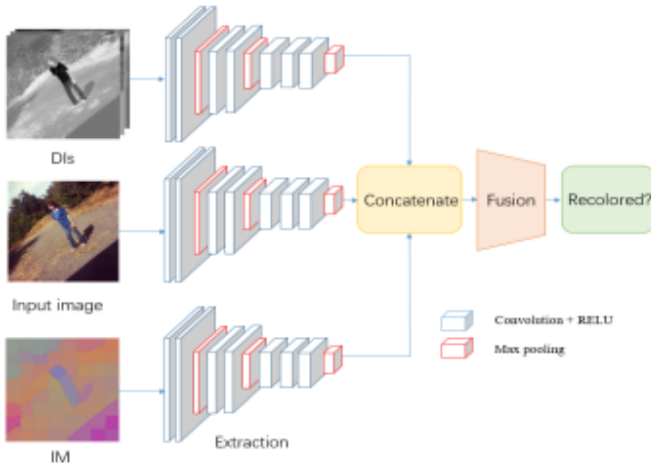 DIs
Input image
IM
Extraction
Concatenate
Fusion
Recolored?
Convolution + RELU
Max pooling